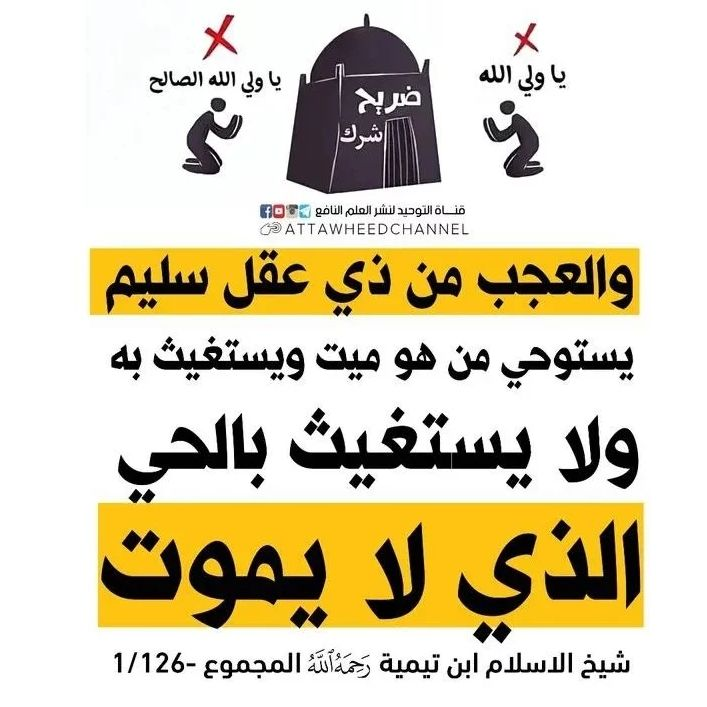 يا ولي الله
يا ولي الله الصالح
ضريح
شرك
قناة التوحيد لنشر العلم النافع
@ATTAWHEEDCHANNEL
والعجب من ذي عقل سليم
يستوحي من هو ميت ويستغيث به
ولا يستغيث بالحي
الذي لا يموت
شيخ الاسلام ابن تيمية رَحِمَهُ ٱللَّهُ المجموع -1/126